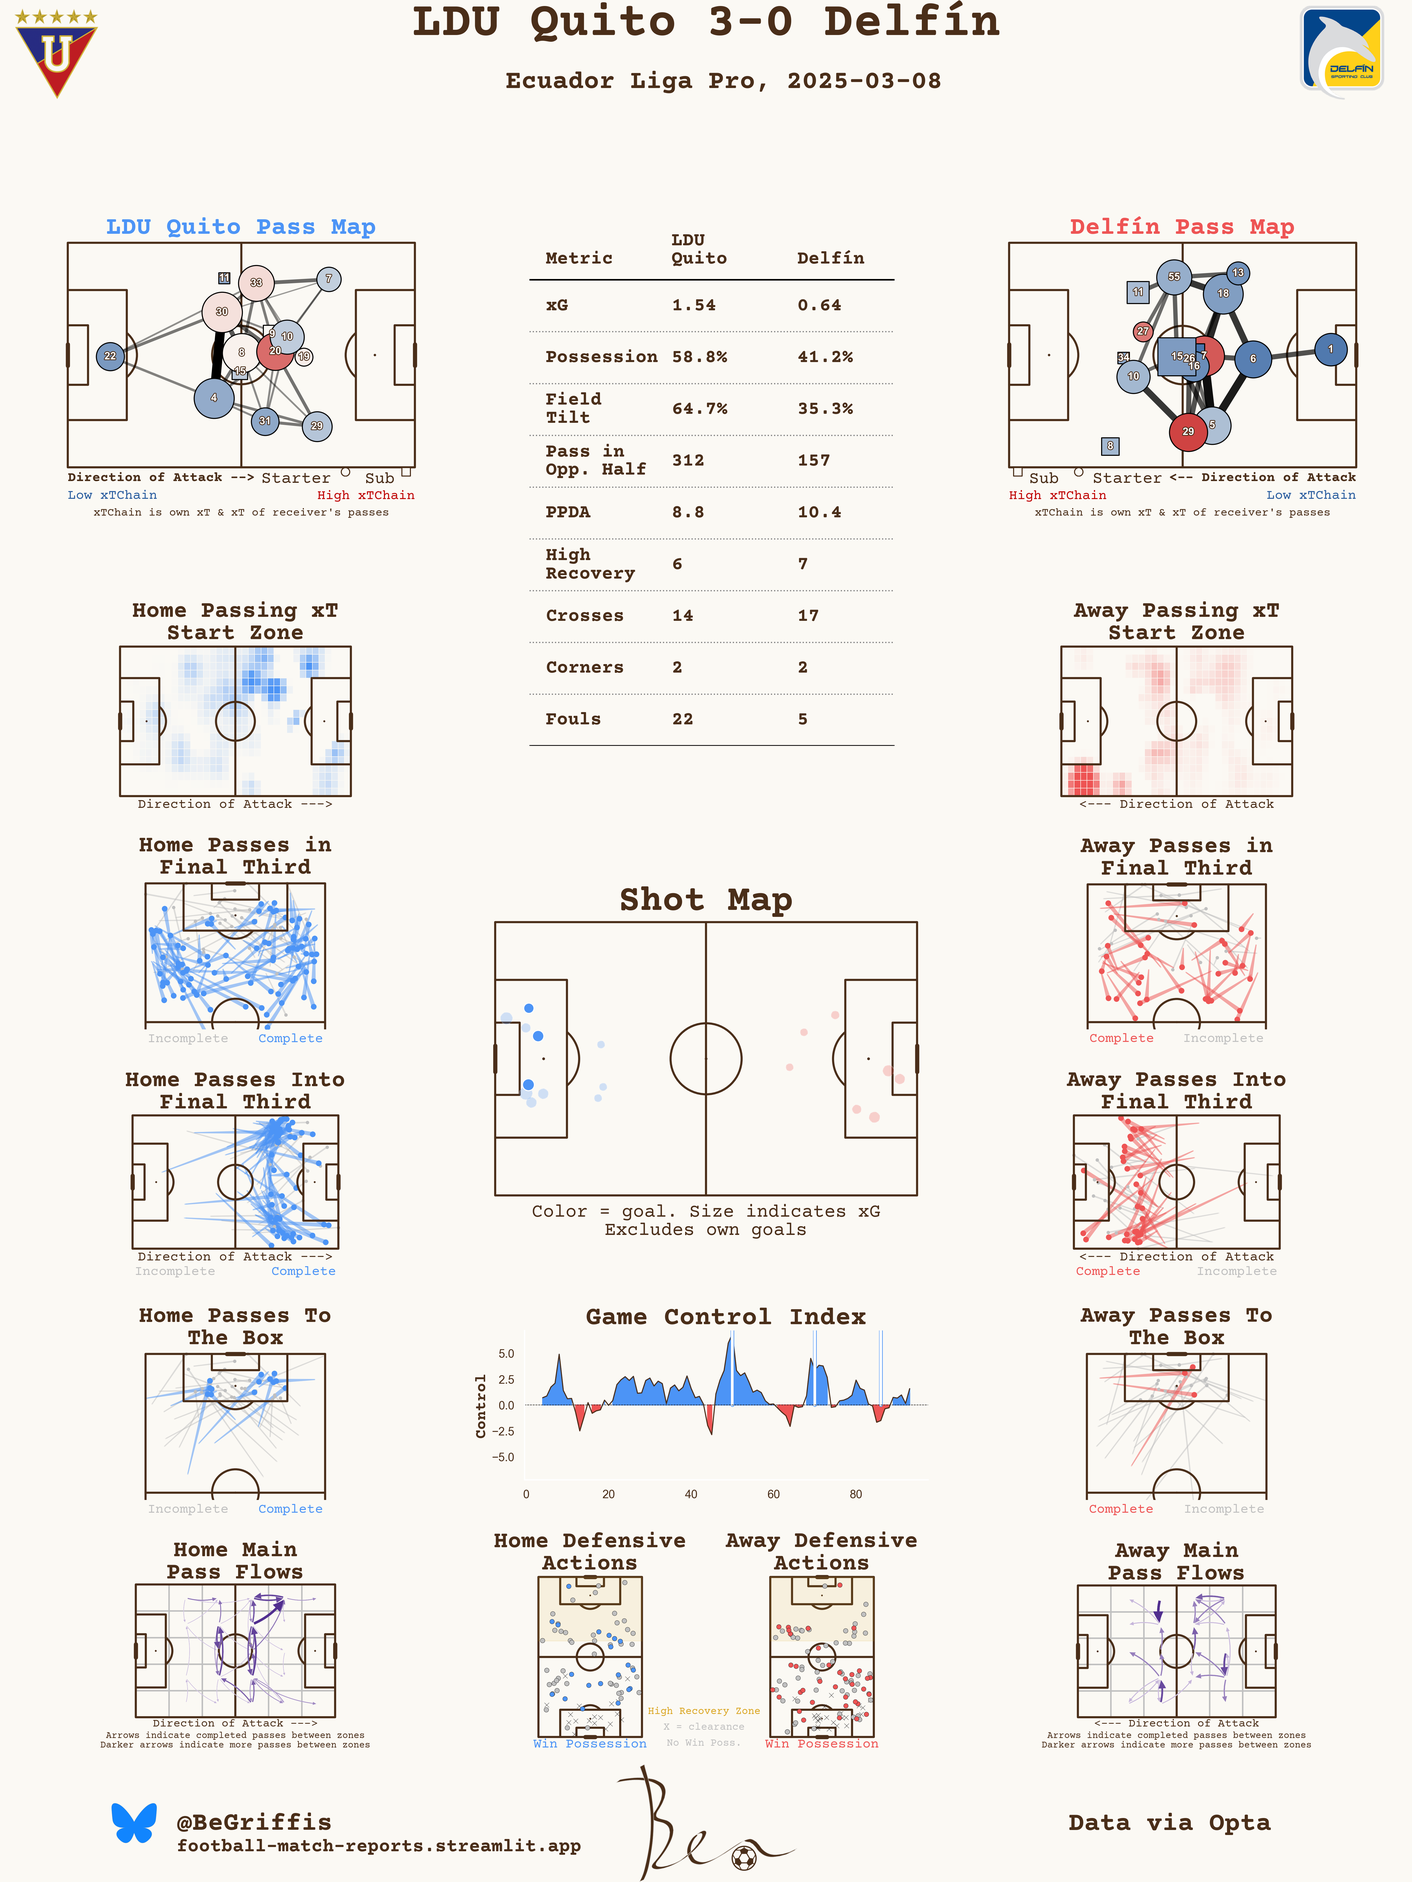 LDU Quito 3-0 Delfín
Ecuador Liga Pro, 2025-03-08
U
DELFÍN
SPORTING CLUB
LDU Quito Pass Map
11
33
7
30
9
10
22
8
20
19
15
4
31
29
Direction of Attack --> Starter Sub
Low xTChain High xTChain
xTChain is own xT & xT of receiver's passes
Metric LDU Quito Delfín
xG 1.54 0.64
Possession 58.8% 41.2%
Field Tilt 64.7% 35.3%
Pass in Opp. Half 312 157
PPDA 8.8 10.4
High Recovery 6 7
Crosses 14 17
Corners 2 2
Fouls 22 5
Delfín Pass Map
55
13
11
18
27
34
15
26
7
16
6
1
10
29
5
8
Sub Starter <-- Direction of Attack
High xTChain Low xTChain
xTChain is own xT & xT of receiver's passes
Home Passing xT
Start Zone
Direction of Attack --->
Away Passing xT
Start Zone
<--- Direction of Attack
Home Passes in
Final Third
Incomplete Complete
Away Passes in
Final Third
Complete Incomplete
Shot Map
Color = goal. Size indicates xG
Excludes own goals
Home Passes Into
Final Third
Direction of Attack --->
Incomplete Complete
Away Passes Into
Final Third
<--- Direction of Attack
Complete Incomplete
Home Passes To
The Box
Incomplete Complete
Game Control Index
Control
5.0
2.5
0.0
−2.5
−5.0
0 20 40 60 80
Away Passes To
The Box
Complete Incomplete
Home Main
Pass Flows
Direction of Attack --->
Arrows indicate completed passes between zones
Darker arrows indicate more passes between zones
Home Defensive
Actions
Win Possession
High Recovery Zone
X = clearance
No Win Poss.
Away Defensive
Actions
Win Possession
Away Main
Pass Flows
<--- Direction of Attack
Arrows indicate completed passes between zones
Darker arrows indicate more passes between zones
@BeGriffis
football-match-reports.streamlit.app
Ben
Data via Opta